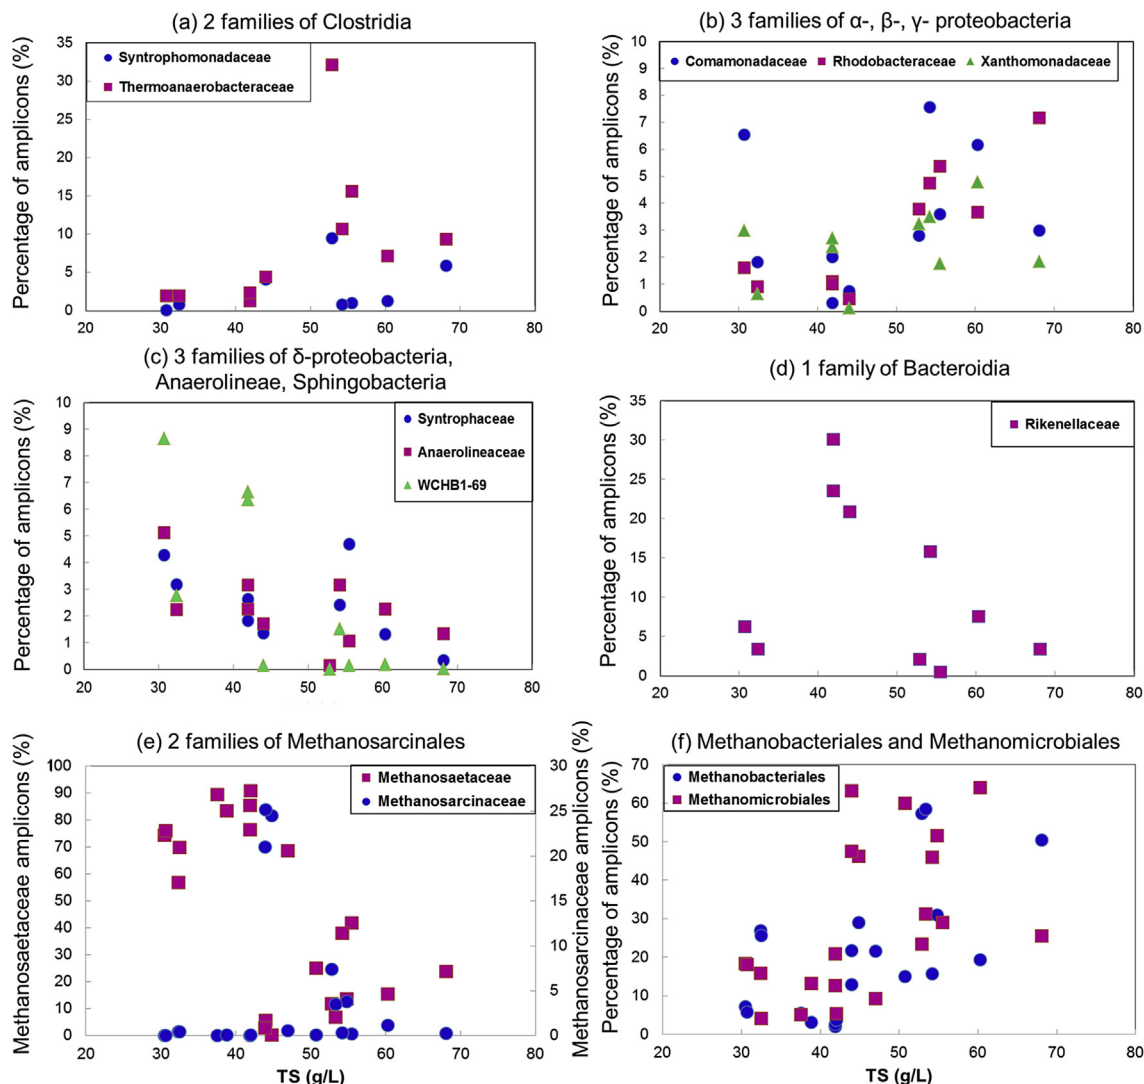 (a) 2 families of Clostridia
Percentage of amplicons (%)
35
30
25
20
15
10
5
0
Syntrophomonadaceae
Thermoanaerobacteraceae
20 30 40 50 60 70 80
(b) 3 families of α-, β-, γ- proteobacteria
Percentage of amplicons (%)
10
9
8
7
6
5
4
3
2
1
0
Comamonadaceae Rhodobacteraceae Xanthomonadaceae
20 30 40 50 60 70 80
(c) 3 families of δ-proteobacteria,
Anaerolineae, Sphingobacteria
Percentage of amplicons (%)
10
9
8
7
6
5
4
3
2
1
0
Syntrophaceae
Anaerolineaceae
WCHB1-69
20 30 40 50 60 70 80
(d) 1 family of Bacteroidia
Percentage of amplicons (%)
35
30
25
20
15
10
5
0
Rikenellaceae
20 30 40 50 60 70 80
(e) 2 families of Methanosarcinales
Methanosaetaceae amplicons (%)
100
90
80
70
60
50
40
30
20
10
0
Methanosaetaceae
Methanosarcinaceae
30
25
20
15
10
5
0
Methanosarcinaceae amplicons (%)
20 30 40 50 60 70 80
TS (g/L)
(f) Methanobacteriales and Methanomicrobiales
Percentage of amplicons (%)
70
60
50
40
30
20
10
0
Methanobacteriales
Methanomicrobiales
20 30 40 50 60 70 80
TS (g/L)